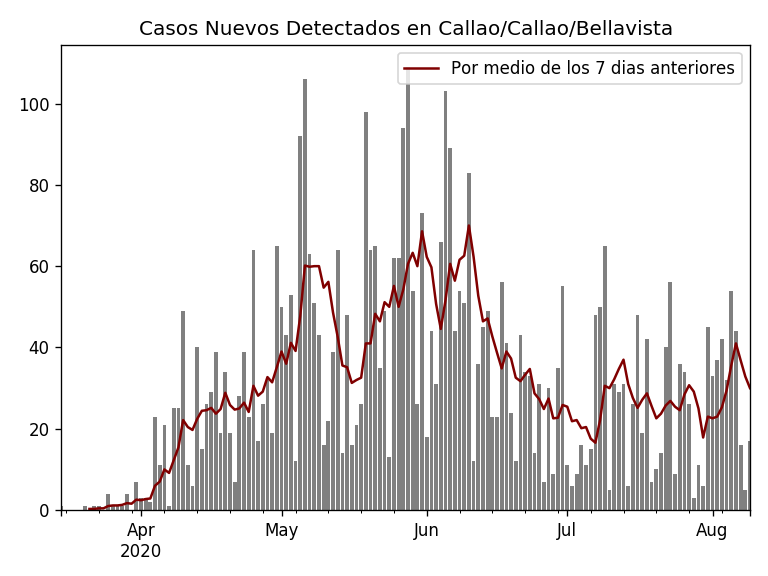 Casos Nuevos Detectados en Callao/Callao/Bellavista
Por medio de los 7 dias anteriores
100
80
60
40
20
0
Apr
2020
May
Jun
Jul
Aug